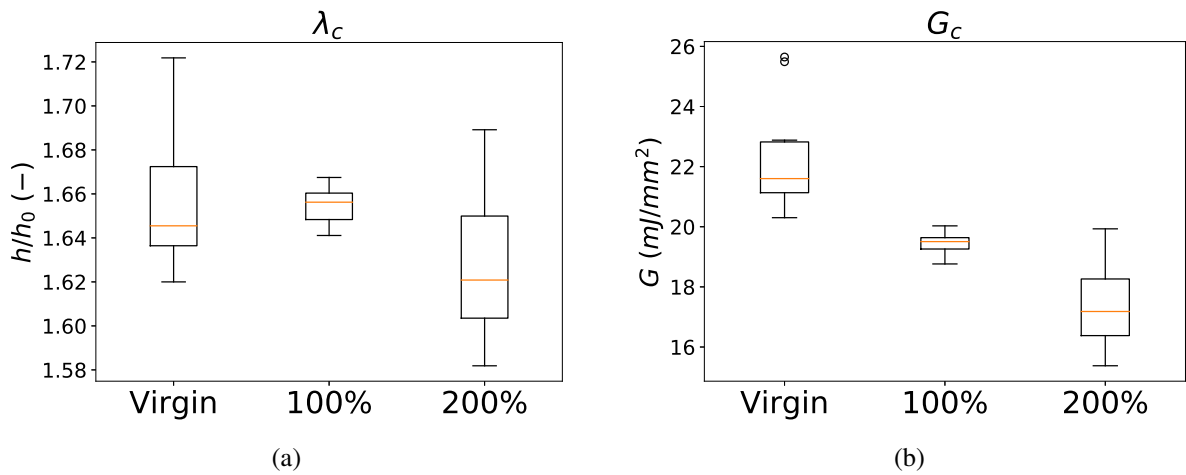 λc
h/h0 (−)
1.72
1.70
1.68
1.66
1.64
1.62
1.60
1.58
Virgin 100% 200%
(a)
Gc
G (mJ/mm²)
26
24
22
20
18
16
Virgin 100% 200%
(b)